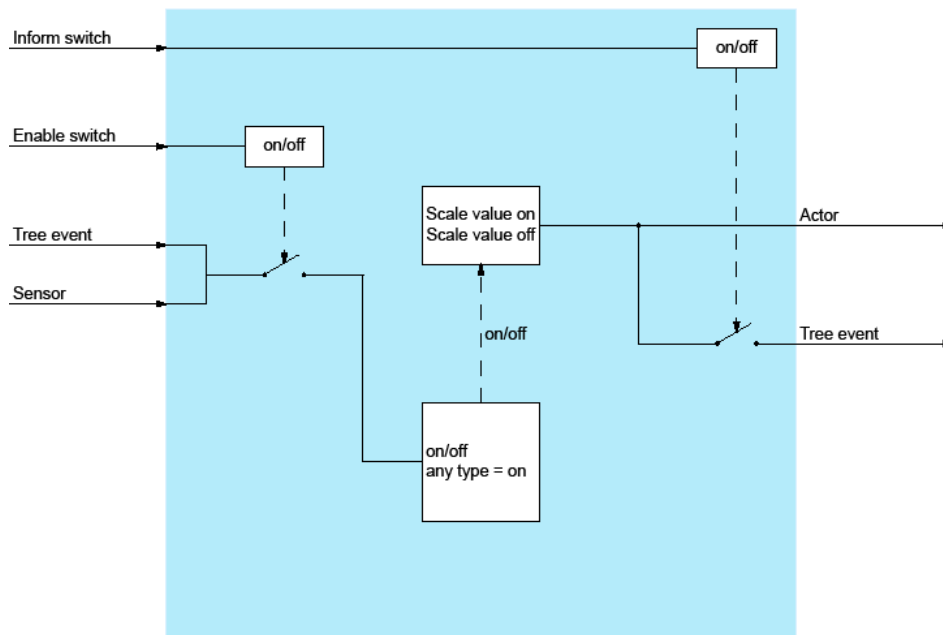 Inform switch
on/off
Enable switch
on/off
Scale value on
Scale value off
Actor
Tree event
Sensor
on/off
Tree event
on/off
any type = on